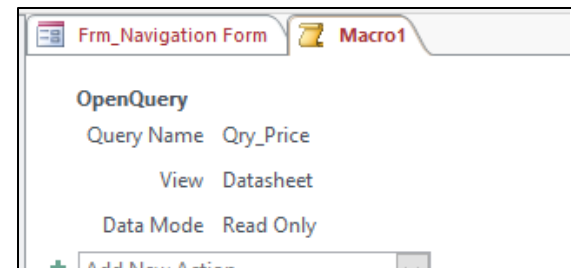 Frm_Navigation Form Macro1
OpenQuery
Query Name Qry_Price
View Datasheet
Data Mode Read Only
Add New Action